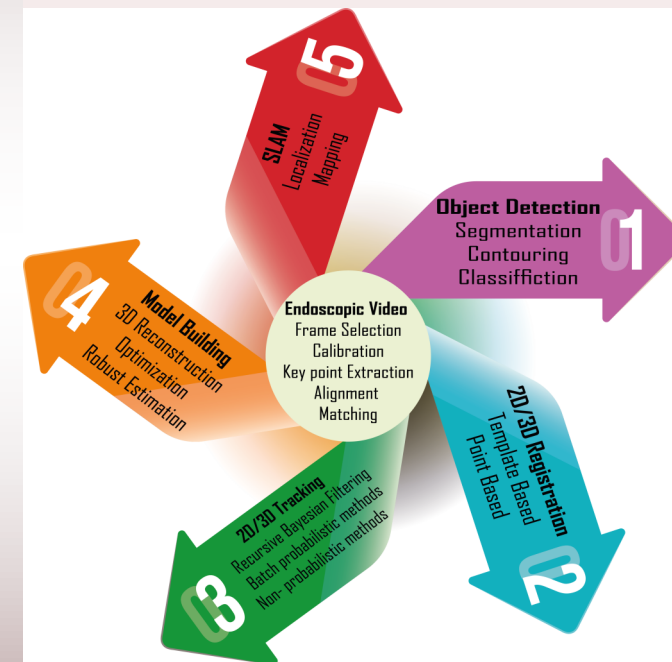 Endoscopic Video
Frame Selection
Calibration
Key point Extraction
Alignment
Matching
Object Detection
Segmentation
Contouring
Classiffiction
01
2D/3D Registration
Template Based
Point Based
02
2D/3D Tracking
Recursive Bayesian Filtering
Batch probabilistic methods
Non- probabilistic methods
03
Model Building
3D Reconstruction
Optimization
Robust Estimation
04
SLAM
Localization
Mapping
05